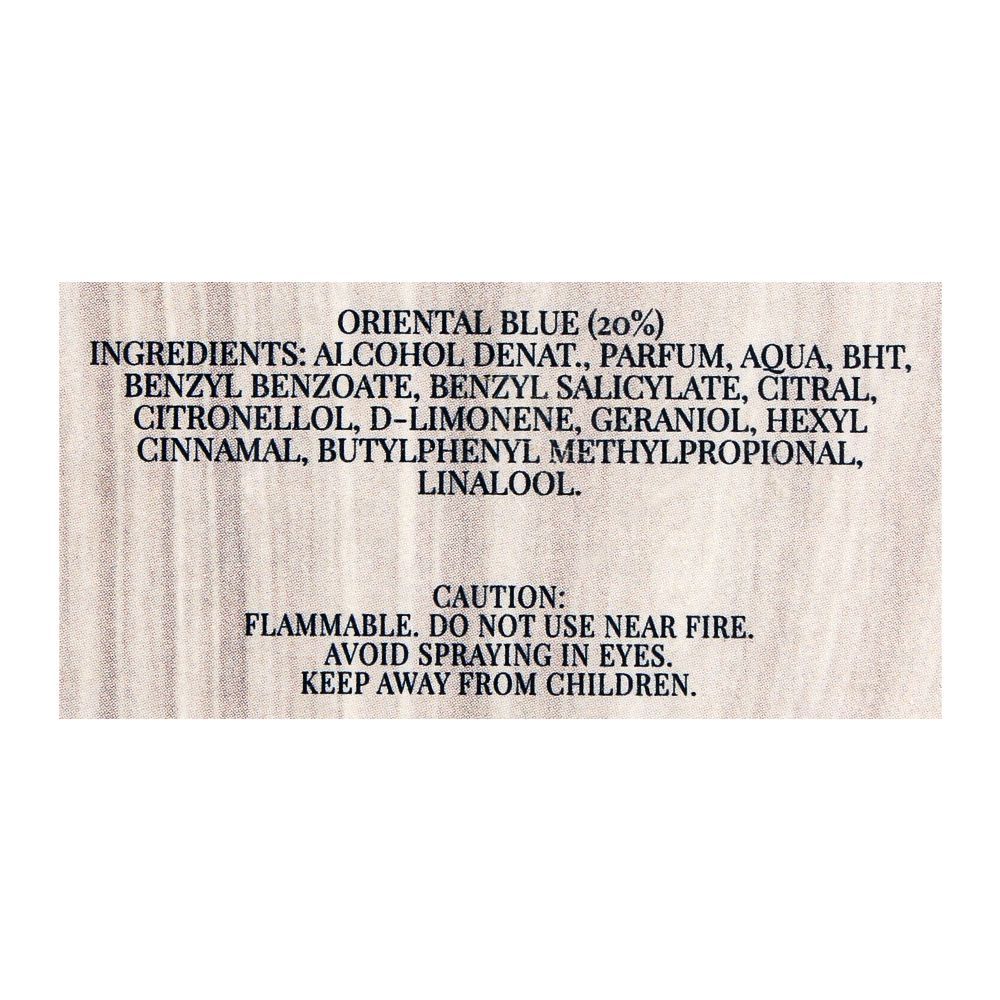 ORIENTAL BLUE (20%)
INGREDIENTS: ALCOHOL DENAT., PARFUM, AQUA, BHT,
BENZYL BENZOATE, BENZYL SALICYLATE, CITRAL,
CITRONELLOL, D-LIMONENE, GERANIOL, HEXYL
CINNAMAL, BUTYLPHENYL METHYLPROPIONAL,
LINALOOL.
CAUTION:
FLAMMABLE. DO NOT USE NEAR FIRE.
AVOID SPRAYING IN EYES.
KEEP AWAY FROM CHILDREN.